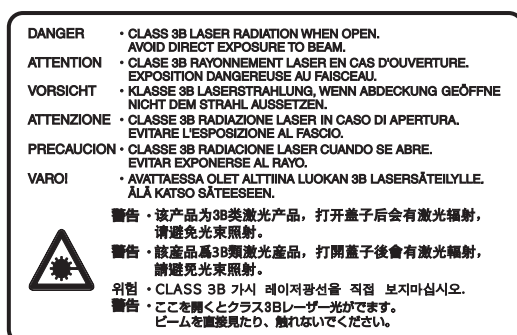 DANGER · CLASS 3B LASER RADIATION WHEN OPEN.
AVOID DIRECT EXPOSURE TO BEAM.
ATTENTION · CLASE 3B RAYONNEMENT LASER EN CAS D'OUVERTURE.
EXPOSITION DANGEREUSE AU FAISCEAU.
VORSICHT · KLASSE 3B LASERSTRAHLUNG, WENN ABDECKUNG GEÖFFNE
NICHT DEM STRAHL AUSSETZEN.
ATTENZIONE · CLASSE 3B RADIAZIONE LASER IN CASO DI APERTURA.
EVITARE L'ESPOSIZIONE AL FASCIO.
PRECAUCION · CLASSE 3B RADIACIONE LASER CUANDO SE ABRE.
EVITAR EXPONERSE AL RAYO.
VARO! · AVATTAESSA OLET ALTTIINA LUOKAN 3B LASERSÄTEILYLLE.
ÄLÄ KATSO SÄTEESEEN.
警告 · 该产品为3B类激光产品，打开盖子后会有激光辐射，
请避免光束照射。
警告 · 該産品爲3B類激光産品，打開蓋子後會有激光輻射，
請避免光束照射。
위험 · CLASS 3B 가시 레이저광선을 직접 보지마십시오.
警告 · ここを開くとクラス3Bレーザー光がでます。
ビームを直接見たり、触れないでください。